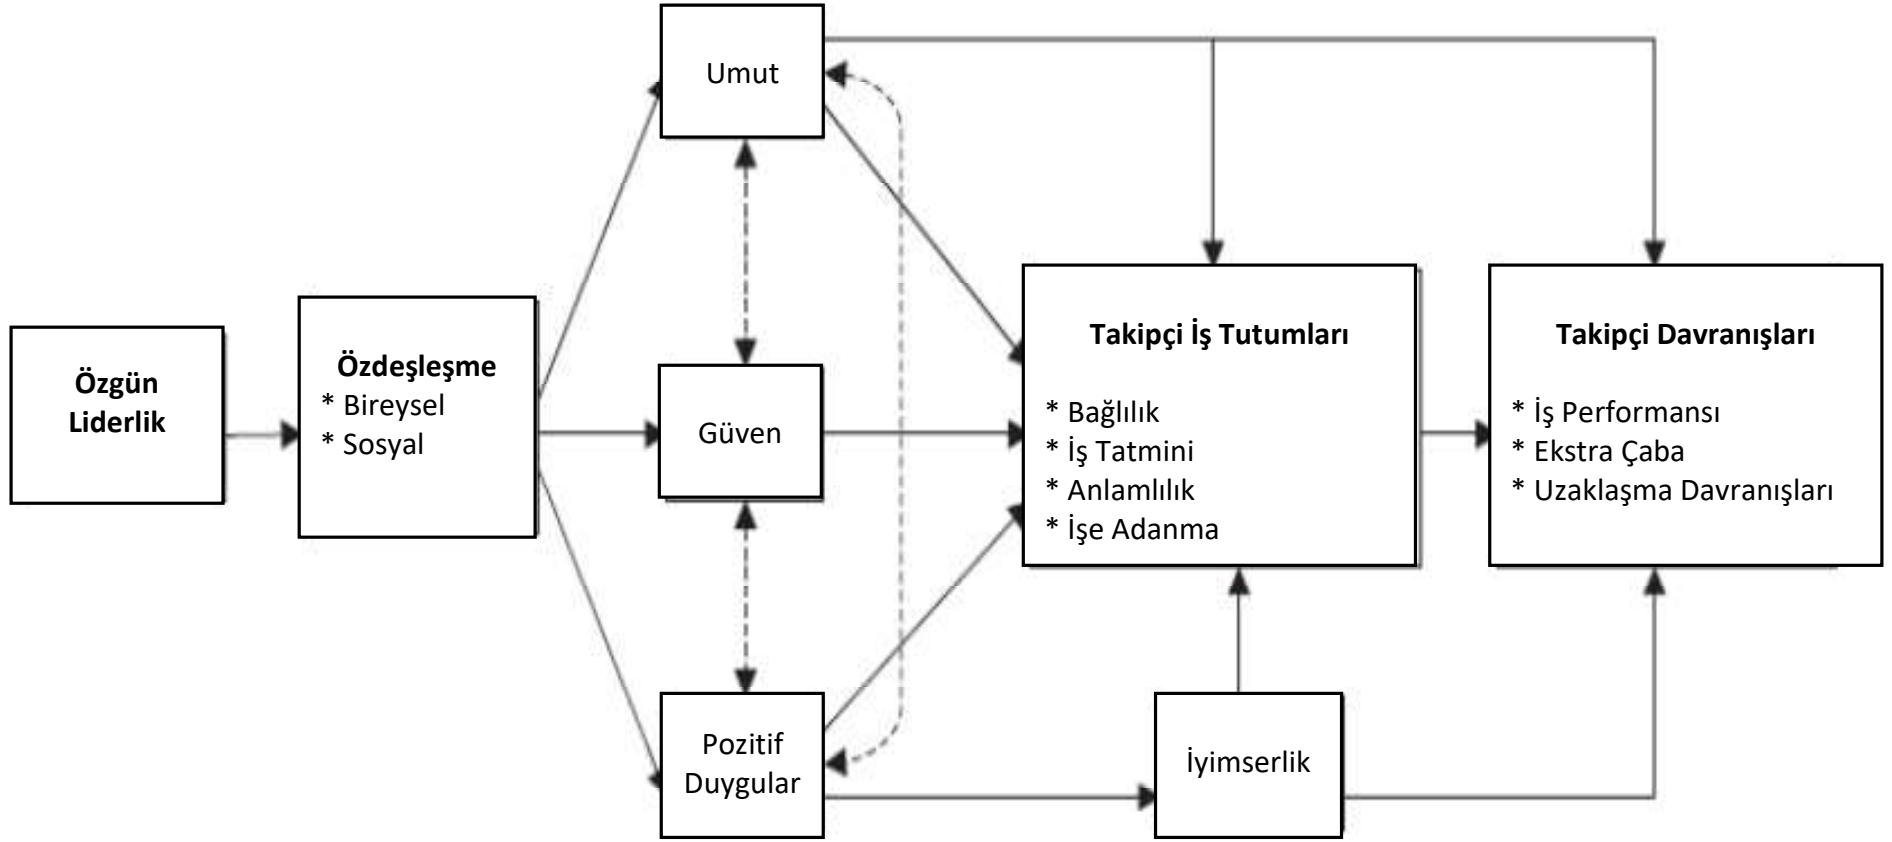 Umut
Özgün
Liderlik
Özdeşleşme
* Bireysel
* Sosyal
Güven
Pozitif
Duygular
Takipçi İş Tutumları
* Bağlılık
* İş Tatmini
* Anlamlılık
* İşe Adanma
İyimserlik
Takipçi Davranışları
* İş Performansı
* Ekstra Çaba
* Uzaklaşma Davranışları